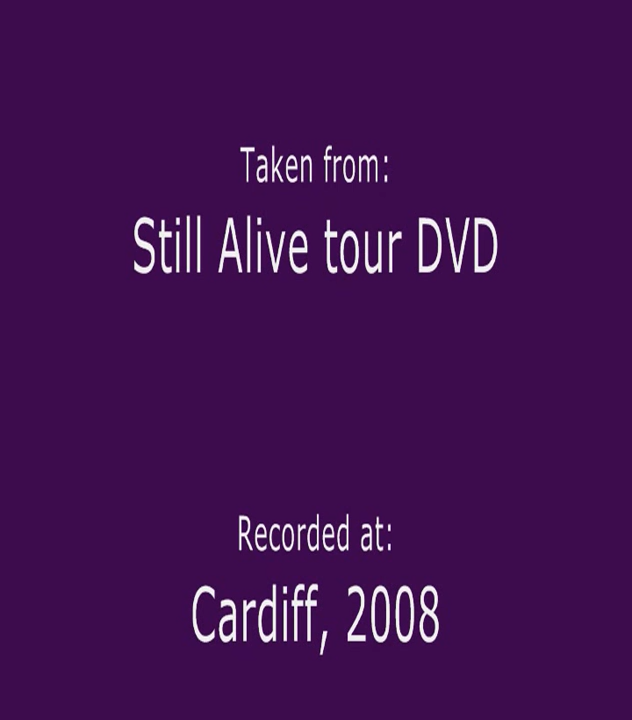 Taken from:
Still Alive tour DVD
Recorded at:
Cardiff, 2008